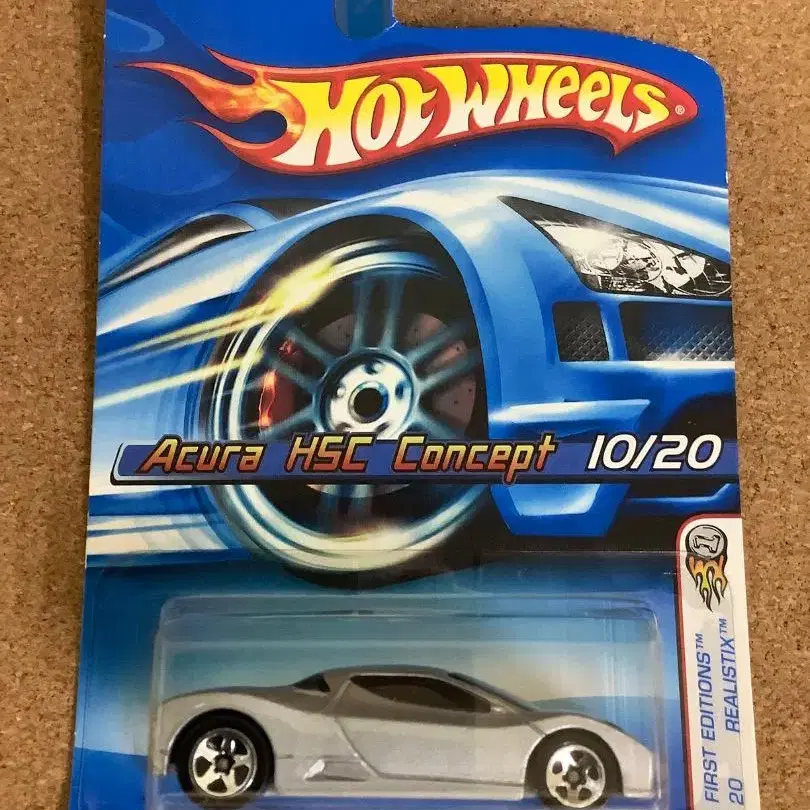 HOT WHEELS®
Acura HSC Concept 10/20
FIRST EDITIONS™
REALISTIX™
20